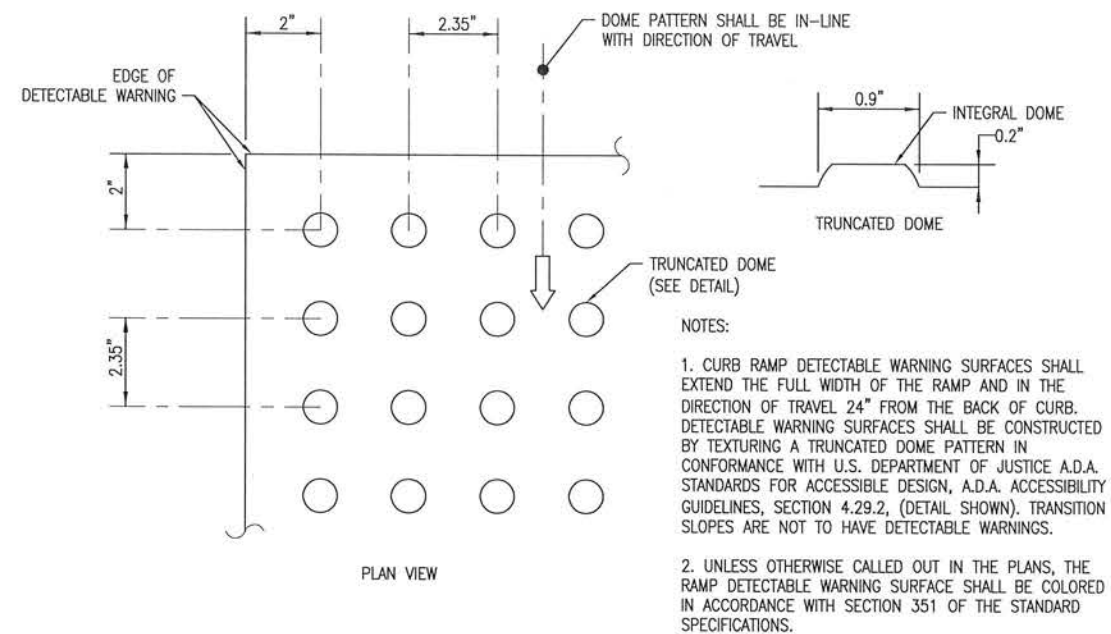 2"
2.35"
DOME PATTERN SHALL BE IN-LINE
WITH DIRECTION OF TRAVEL
EDGE OF
DETECTABLE WARNING
0.9"
INTEGRAL DOME
0.2"
2"
TRUNCATED DOME
TRUNCATED DOME
(SEE DETAIL)
2.35"
NOTES:
1. CURB RAMP DETECTABLE WARNING SURFACES SHALL
EXTEND THE FULL WIDTH OF THE RAMP AND IN THE
DIRECTION OF TRAVEL 24" FROM THE BACK OF CURB.
DETECTABLE WARNING SURFACES SHALL BE CONSTRUCTED
BY TEXTURING A TRUNCATED DOME PATTERN IN
CONFORMANCE WITH U.S. DEPARTMENT OF JUSTICE A.D.A.
STANDARDS FOR ACCESSIBLE DESIGN, A.D.A. ACCESSIBILITY
GUIDELINES, SECTION 4.29.2, (DETAIL SHOWN). TRANSITION
SLOPES ARE NOT TO HAVE DETECTABLE WARNINGS.
2. UNLESS OTHERWISE CALLED OUT IN THE PLANS, THE
RAMP DETECTABLE WARNING SURFACE SHALL BE COLORED
IN ACCORDANCE WITH SECTION 351 OF THE STANDARD
SPECIFICATIONS.
PLAN VIEW